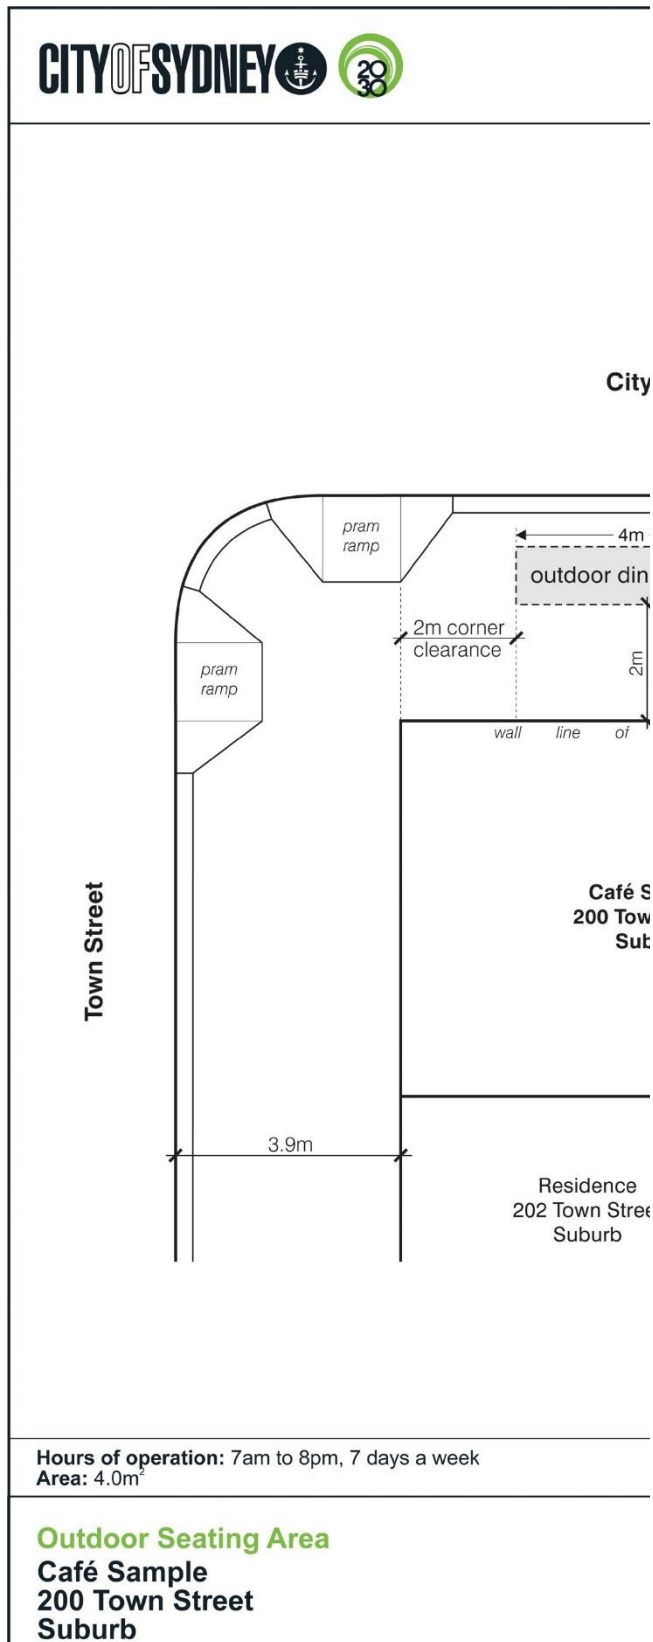 CITYOFSYDNEY
2030
City
pram
ramp
4m
outdoor din
2m corner
clearance
2m
pram
ramp
wall line of
Café S
200 Tow
Sub
Town Street
3.9m
Residence
202 Town Stree
Suburb
Hours of operation: 7am to 8pm, 7 days a week
Area: 4.0m²
Outdoor Seating Area
Café Sample
200 Town Street
Suburb